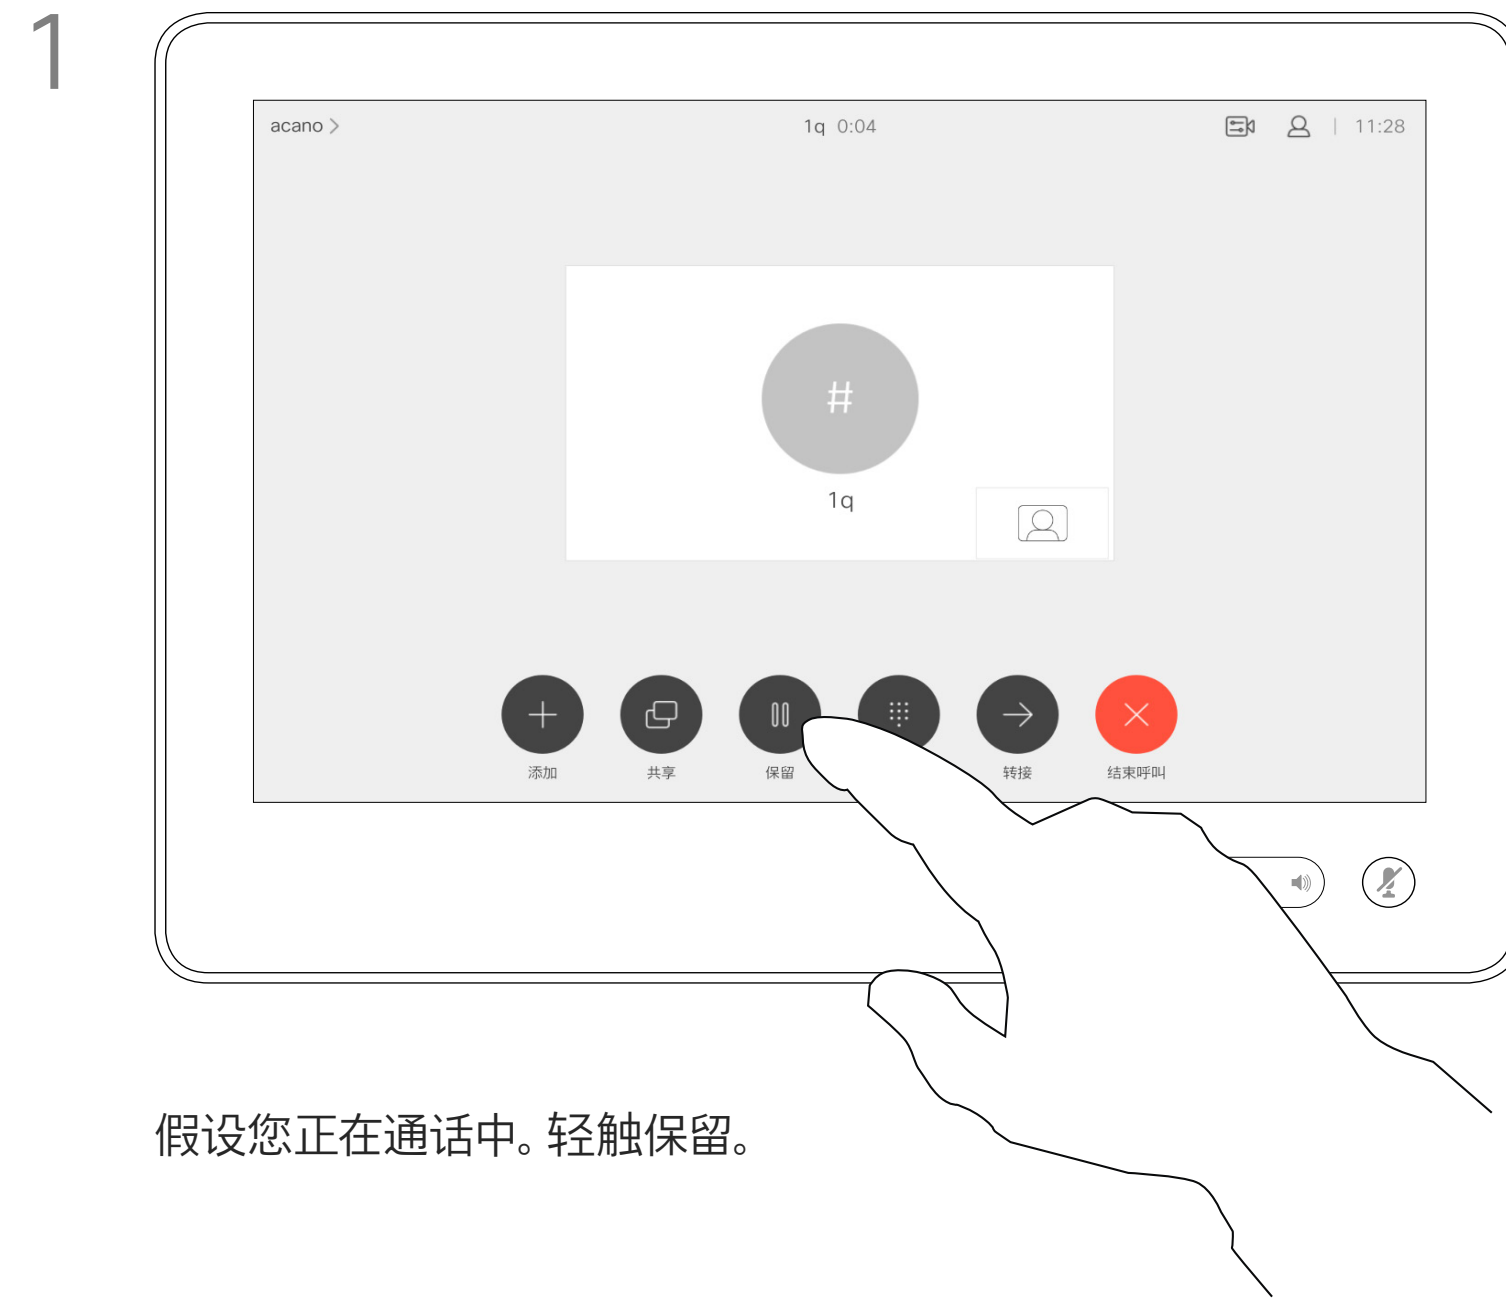 1
acano
1q 0:04
11:28
#
1q
添加
共享
保留
转接
结束呼叫
假设您正在通话中。轻触保留。